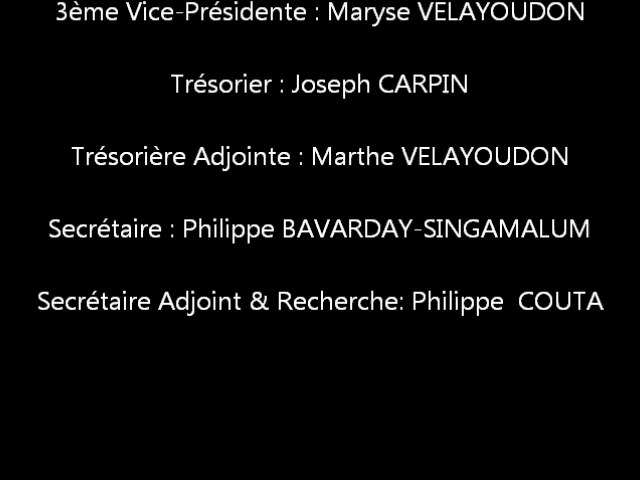 3ème Vice-Présidente : Maryse VELAYOUDON
Trésorier : Joseph CARPIN
Trésorière Adjointe : Marthe VELAYOUDON
Secrétaire : Philippe BAVARDAY-SINGAMALUM
Secrétaire Adjoint & Recherche: Philippe  COUTA